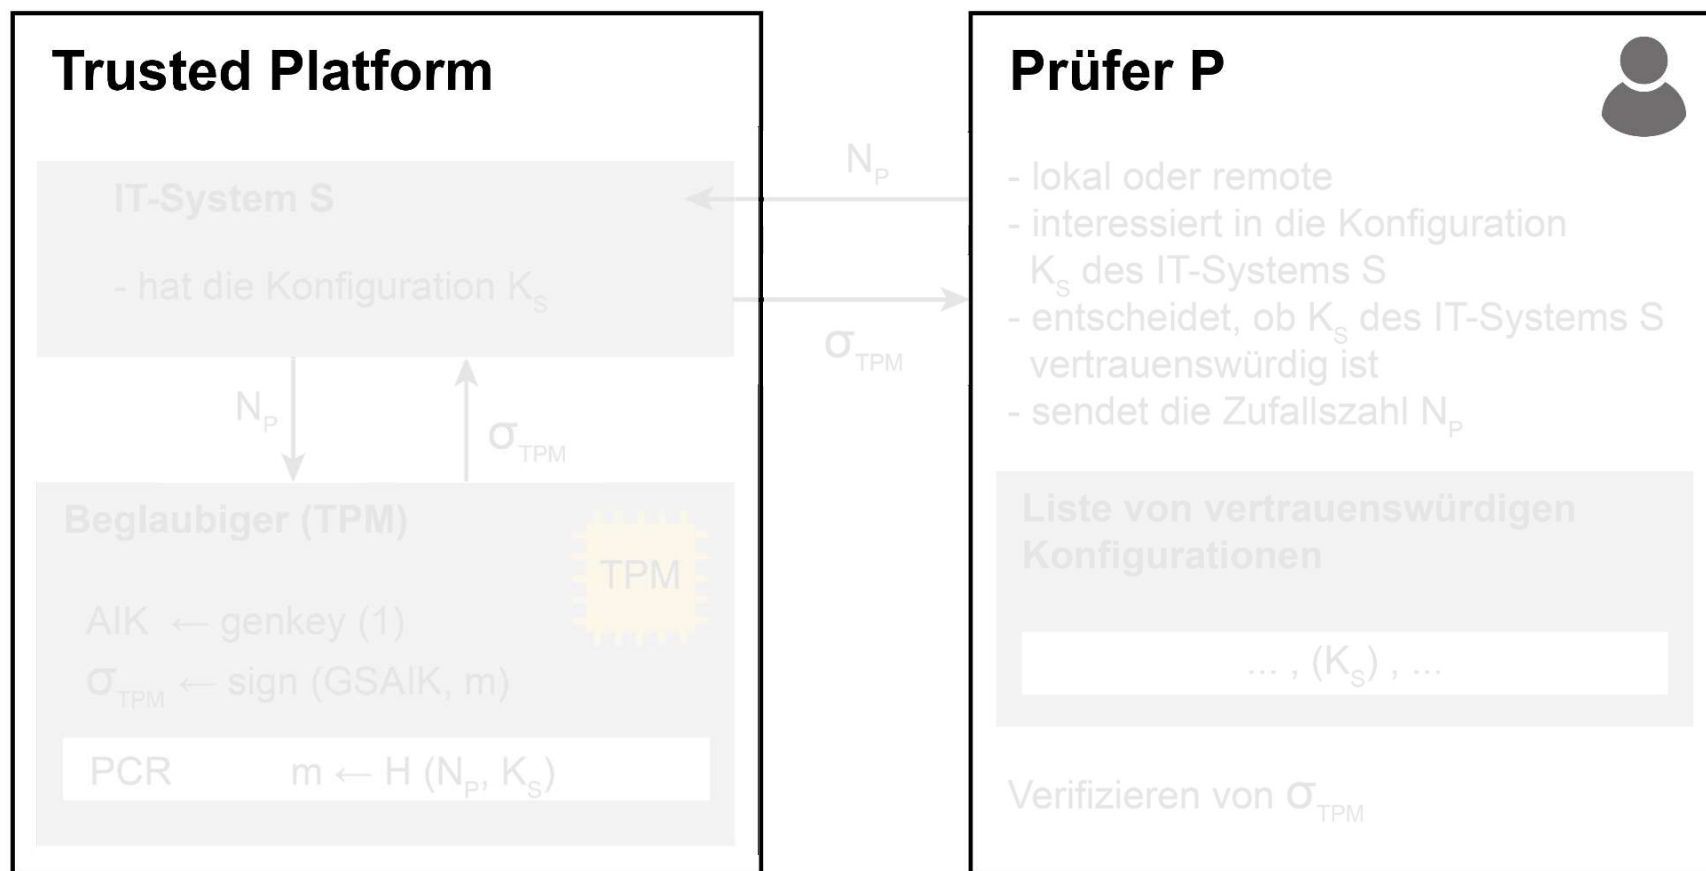 Trusted Platform
IT-System S
- hat die Konfiguration K_S
N_P
σ_TPM
Beglaubiger (TPM)
TPM
AIK ← genkey (1)
σ_TPM ← sign (GSAIK, m)
PCR m ← H (N_P, K_S)
N_P
σ_TPM
Prüfer P
- lokal oder remote
- interessiert in die Konfiguration
K_S des IT-Systems S
- entscheidet, ob K_S des IT-Systems S
vertrauenswürdig ist
- sendet die Zufallszahl N_P
Liste von vertrauenswürdigen
Konfigurationen
... , (K_S) , ...
Verifizieren von σ_TPM